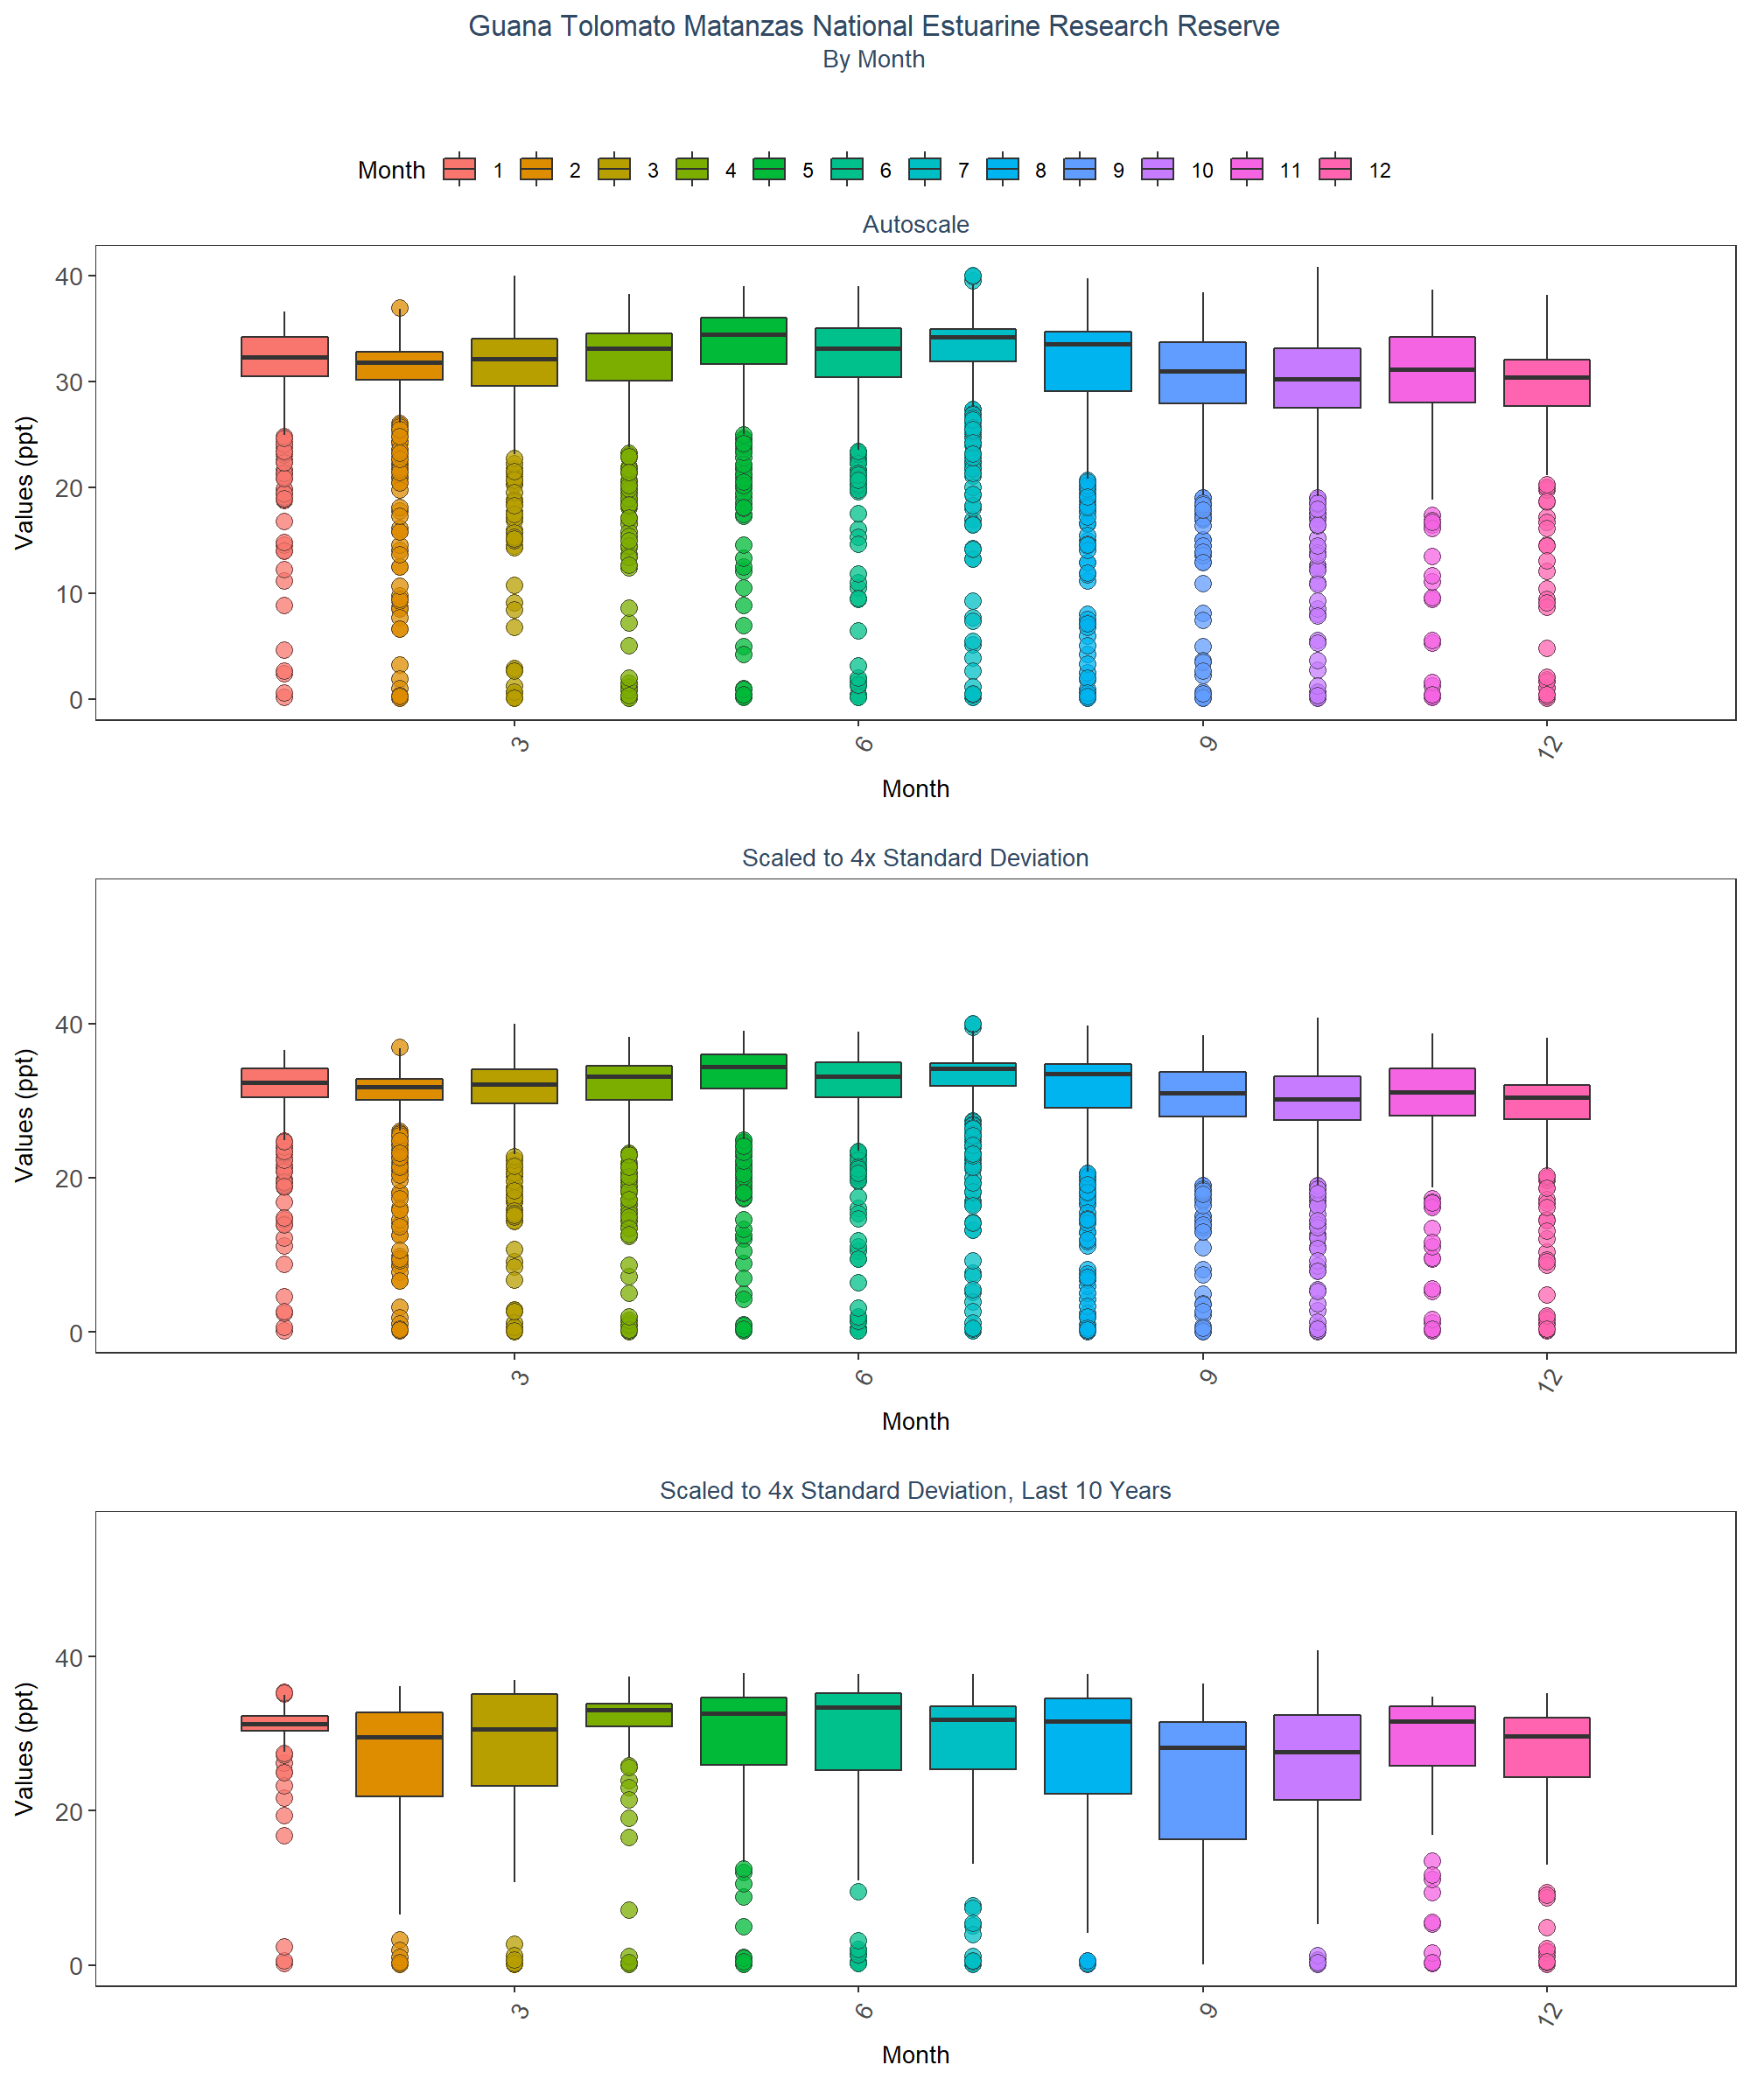 Guana Tolomato Matanzas National Estuarine Research Reserve
By Month
Month 1 2 3 4 5 6 7 8 9 10 11 12
Autoscale
Values (ppt)
40
30
20
10
0
3 6 9 12
Month
Scaled to 4x Standard Deviation
Values (ppt)
40
20
0
3 6 9 12
Month
Scaled to 4x Standard Deviation, Last 10 Years
Values (ppt)
40
20
0
3 6 9 12
Month